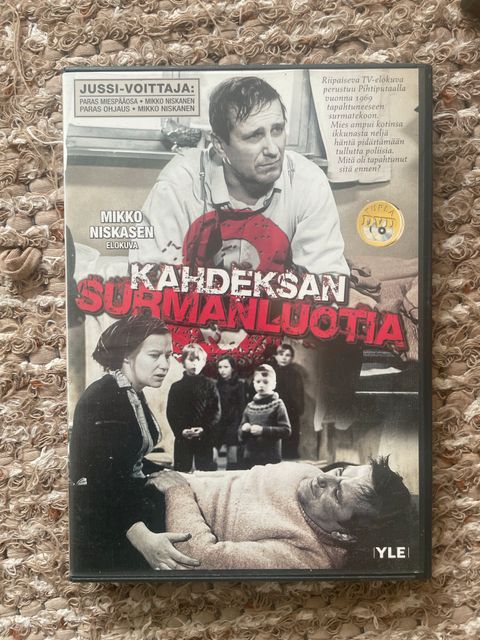 JUSSI-VOITTAJA:
PARAS MIESPÄÄOSA • MIKKO NISKANEN
PARAS OHJAUS • MIKKO NISKANEN
Riipaiseva TV-elokuva
perustuu Pihtiputaalla
vuonna 1969
tapahtuneeseen
surmatekoon.
Mies ampui kotinsa
ikkunasta neljä
häntä pidättämään
tullutta poliisia.
Mitä oli tapahtunut
sitä ennen?
DVD
MIKKO
NISKASEN
ELOKUVA
8
KAHDEKSAN
SURMANLUOTIA
YLE